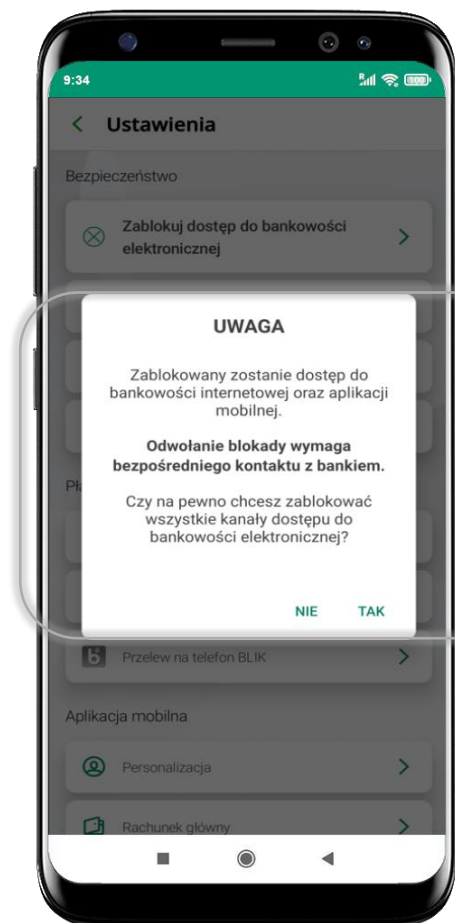 9:34
R
100
Ustawienia
Bezpieczeństwo
Zablokuj dostęp do bankowości
elektronicznej
UWAGA
Zablokowany zostanie dostęp do
bankowości internetowej oraz aplikacji
mobilnej.
Odwołanie blokady wymaga
bezpośredniego kontaktu z bankiem.
Czy na pewno chcesz zablokować
wszystkie kanały dostępu do
bankowości elektronicznej?
NIE TAK
Przelew na telefon BLIK
Aplikacja mobilna
Personalizacja
Rachunek główny